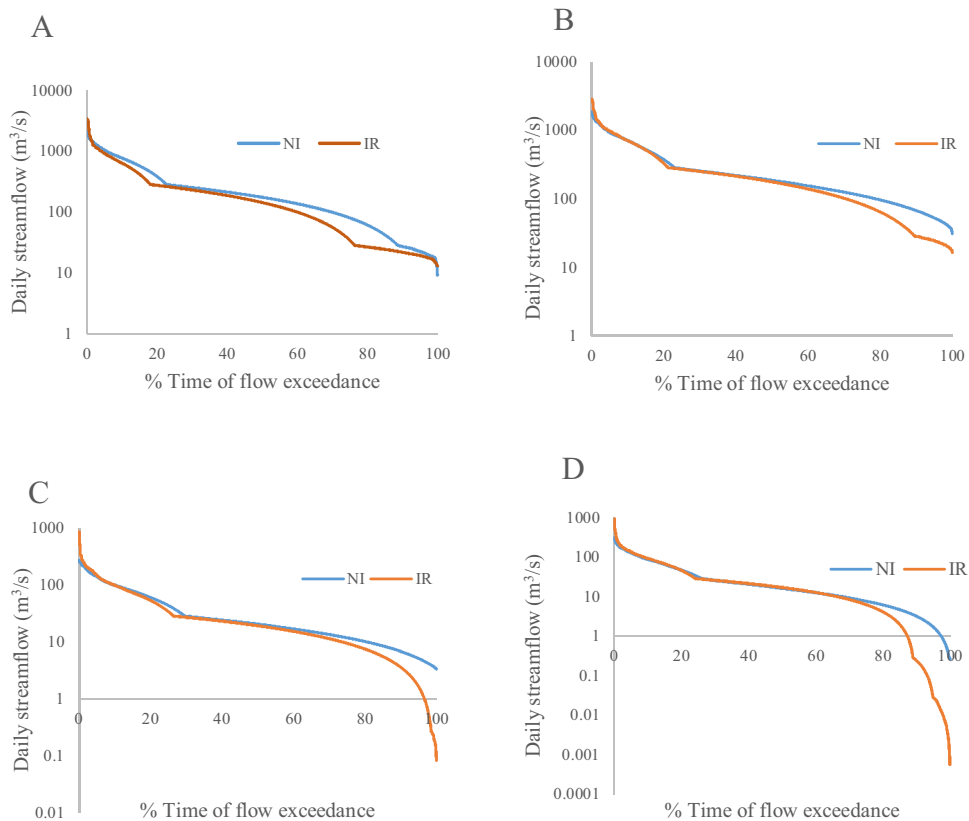 A
Daily streamflow (m³/s)
10000
1000
100
10
1
NI IR
0 20 40 60 80 100
% Time of flow exceedance
B
Daily streamflow (m³/s)
10000
1000
100
10
1
NI IR
0 20 40 60 80 100
% Time of flow exceedance
C
Daily streamflow (m³/s)
1000
100
10
1
0.1
0.01
NI IR
0 20 40 60 80 100
% Time of flow exceedance
D
Daily streamflow (m³/s)
1000
100
10
1
0.1
0.01
0.001
0.0001
NI IR
0 20 40 60 80 100
% Time of flow exceedance